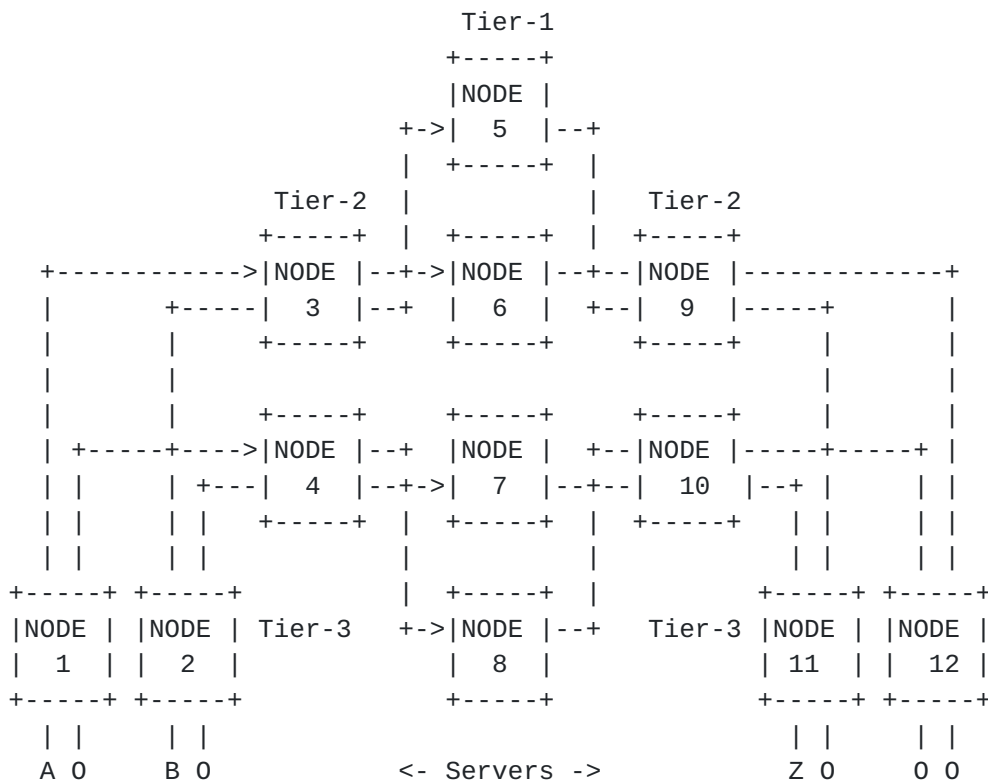 Tier-1
NODE
5
Tier-2 Tier-2
NODE NODE NODE
3 6 9
NODE NODE NODE
4 7 10
NODE NODE Tier-3 NODE Tier-3 NODE NODE
1 2 8 11 12
A O B O <- Servers -> Z O O O